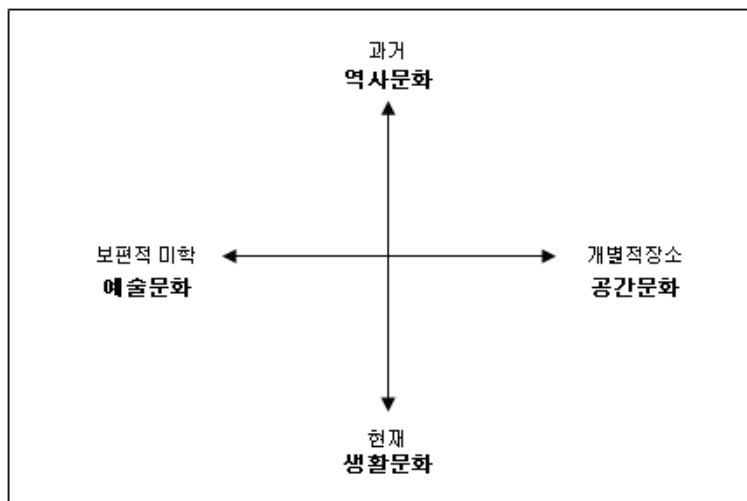 과거
역사문화
보편적 미학
예술문화
개별적장소
공간문화
현재
생활문화